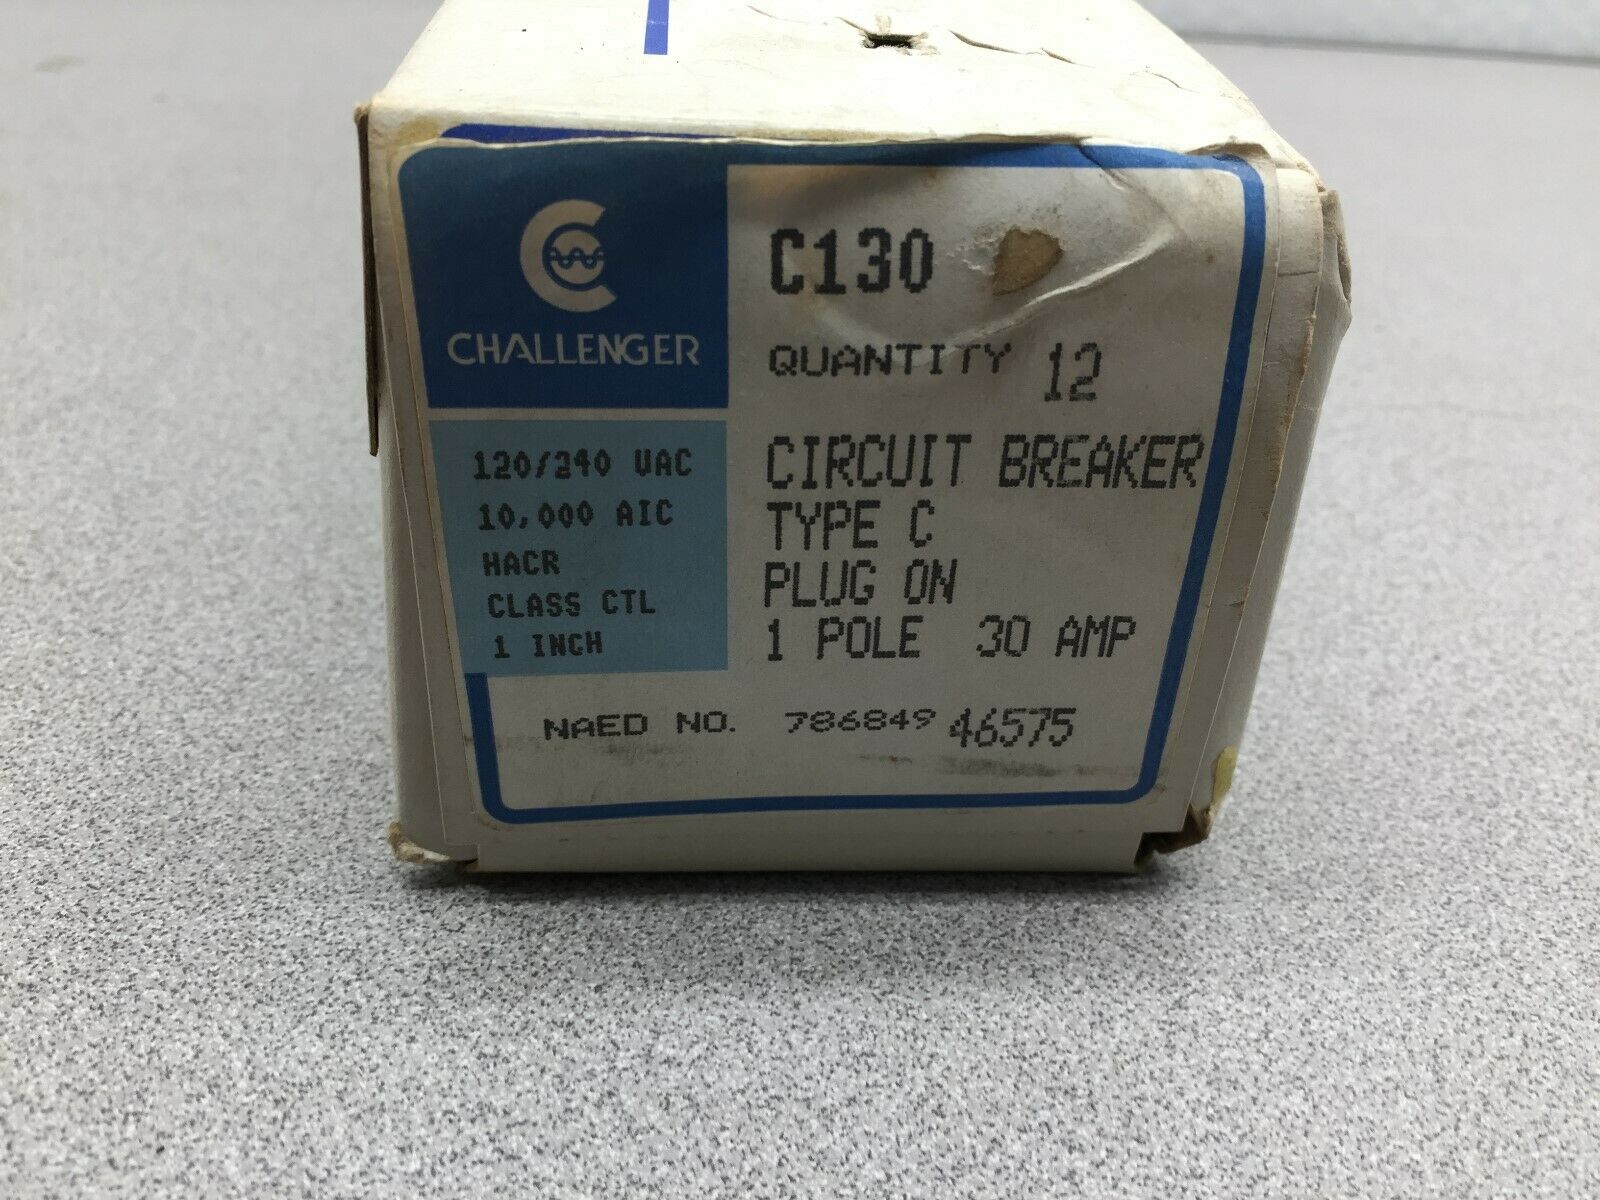 CHALLENGER
C130
QUANTITY 12
120/240 VAC
10,000 AIC
HACR
CLASS CTL
1 INCH
CIRCUIT BREAKER
TYPE C
PLUG ON
1 POLE 30 AMP
NAED NO. 786849 46575